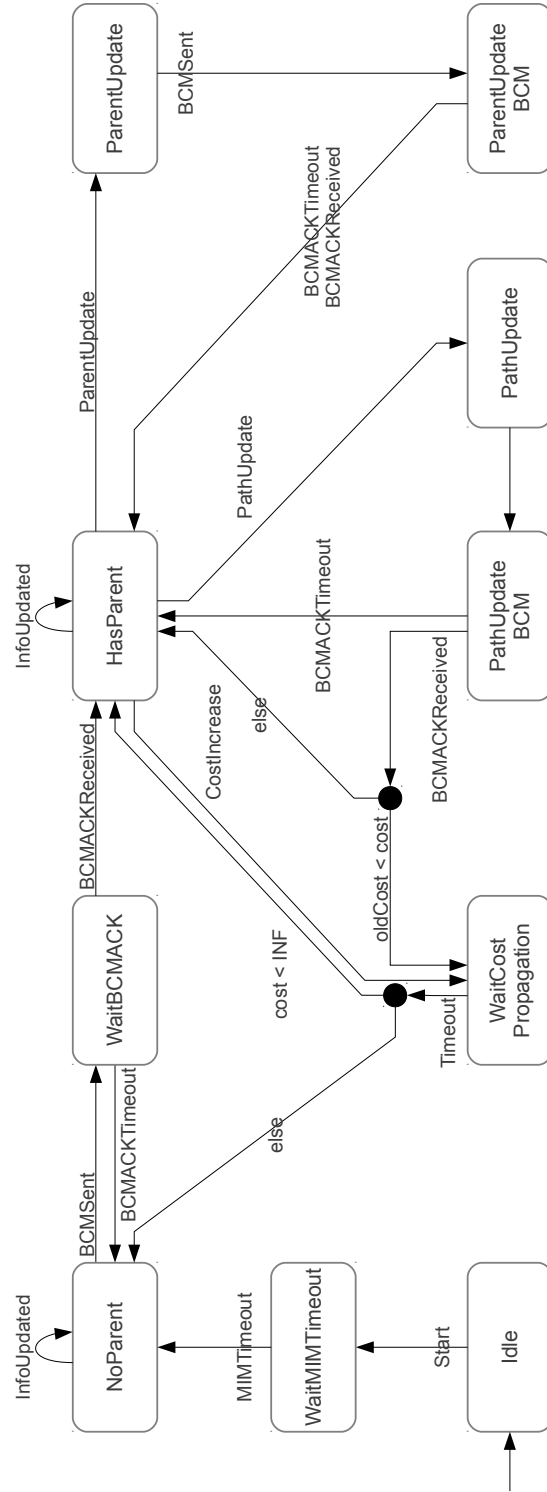 InfoUpdated
NoParent
BCMSent
BCMACKTimeout
WaitBCMACK
BCMACKReceived
InfoUpdated
HasParent
ParentUpdate
ParentUpdate
BCMSent
MIMTimeout
WaitMIMTimeout
Start
Idle
else
cost < INF
CostIncrease
else
PathUpdate
BCMACKTimeout
BCMACKReceived
Timeout
oldCost < cost
BCMACKTimeout
BCMACKReceived
WaitCost
Propagation
PathUpdate
BCM
PathUpdate
ParentUpdate
BCM